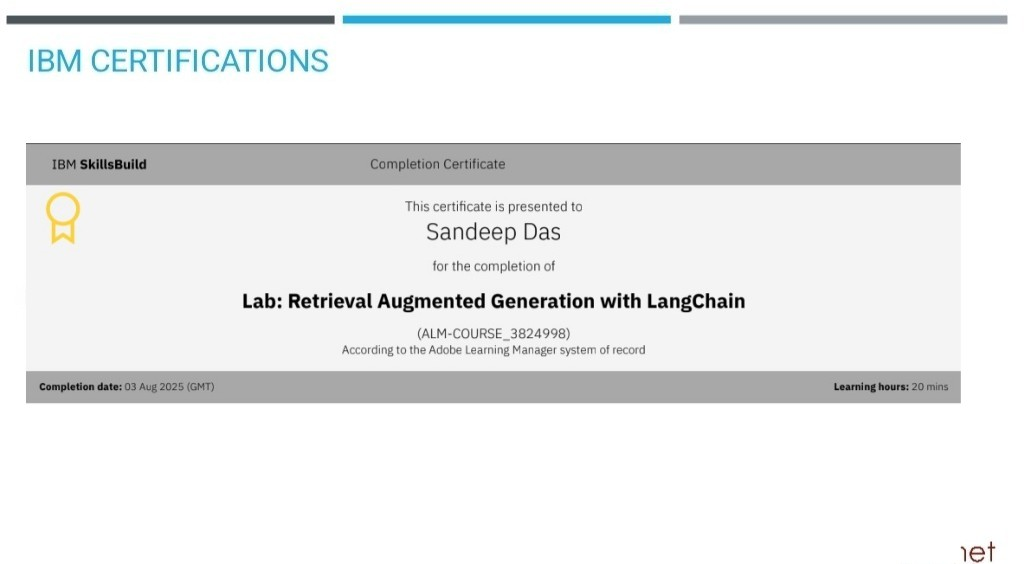 IBM CERTIFICATIONS
IBM SkillsBuild
Completion Certificate
This certificate is presented to
Sandeep Das
for the completion of
Lab: Retrieval Augmented Generation with LangChain
(ALM-COURSE_3824998)
According to the Adobe Learning Manager system of record
Completion date: 03 Aug 2025 (GMT)
Learning hours: 20 mins